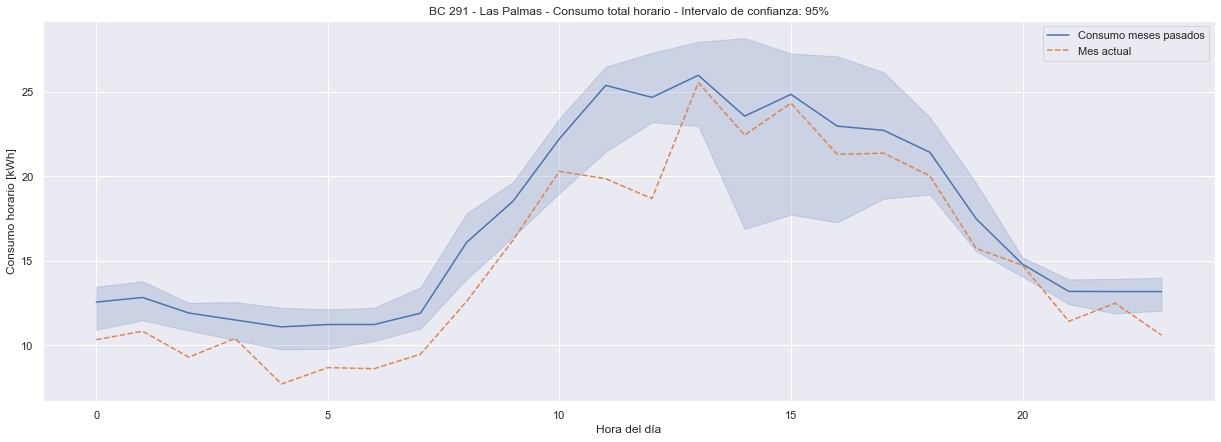 BC 291 - Las Palmas - Consumo total horario - Intervalo de confianza: 95%
Consumo meses pasados
Mes actual
Consumo horario [kWh]
25
20
15
10
0 5 10 15 20
Hora del día